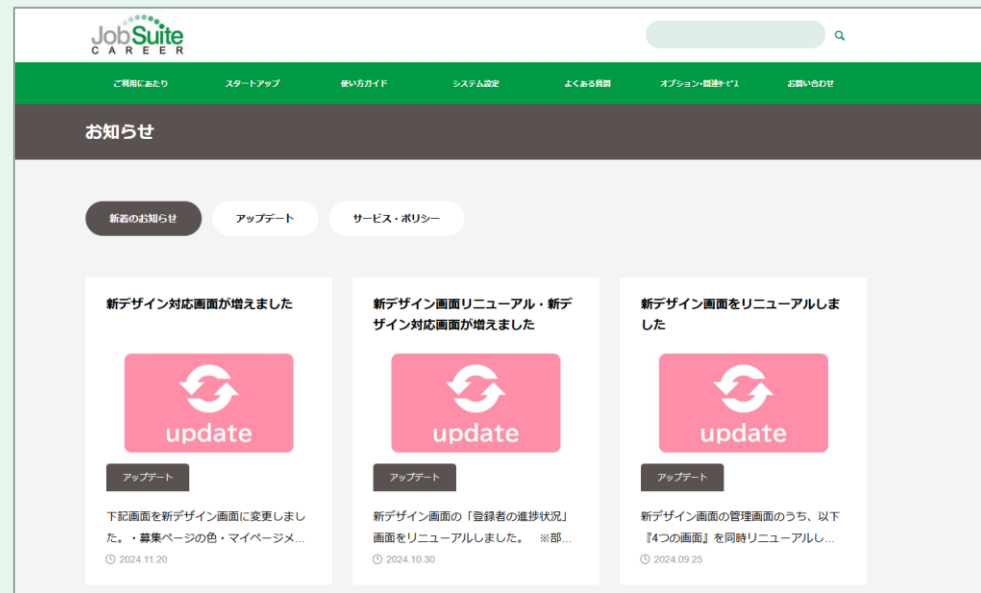 JobSuite
CAREER
ご利用にあたり スタートアップ 使い方ガイド システム設定 よくある質問 オプション・関連サービス お問い合わせ
お知らせ
新着のお知らせ アップデート サービス・ポリシー
新デザイン対応画面が増えました
update
アップデート
下記画面を新デザイン画面に変更しまし
た。・募集ページの色・マイページメ...
2024.11.20
新デザイン画面リニューアル・新デ
ザイン対応画面が増えました
update
アップデート
新デザイン画面の「登録者の進捗状況」
画面をリニューアルしました。 ※部...
2024.10.30
新デザイン画面をリニューアルしま
した
update
アップデート
新デザイン画面の管理画面のうち、以下
『4つの画面』を同時リニューアルし...
2024.09.25